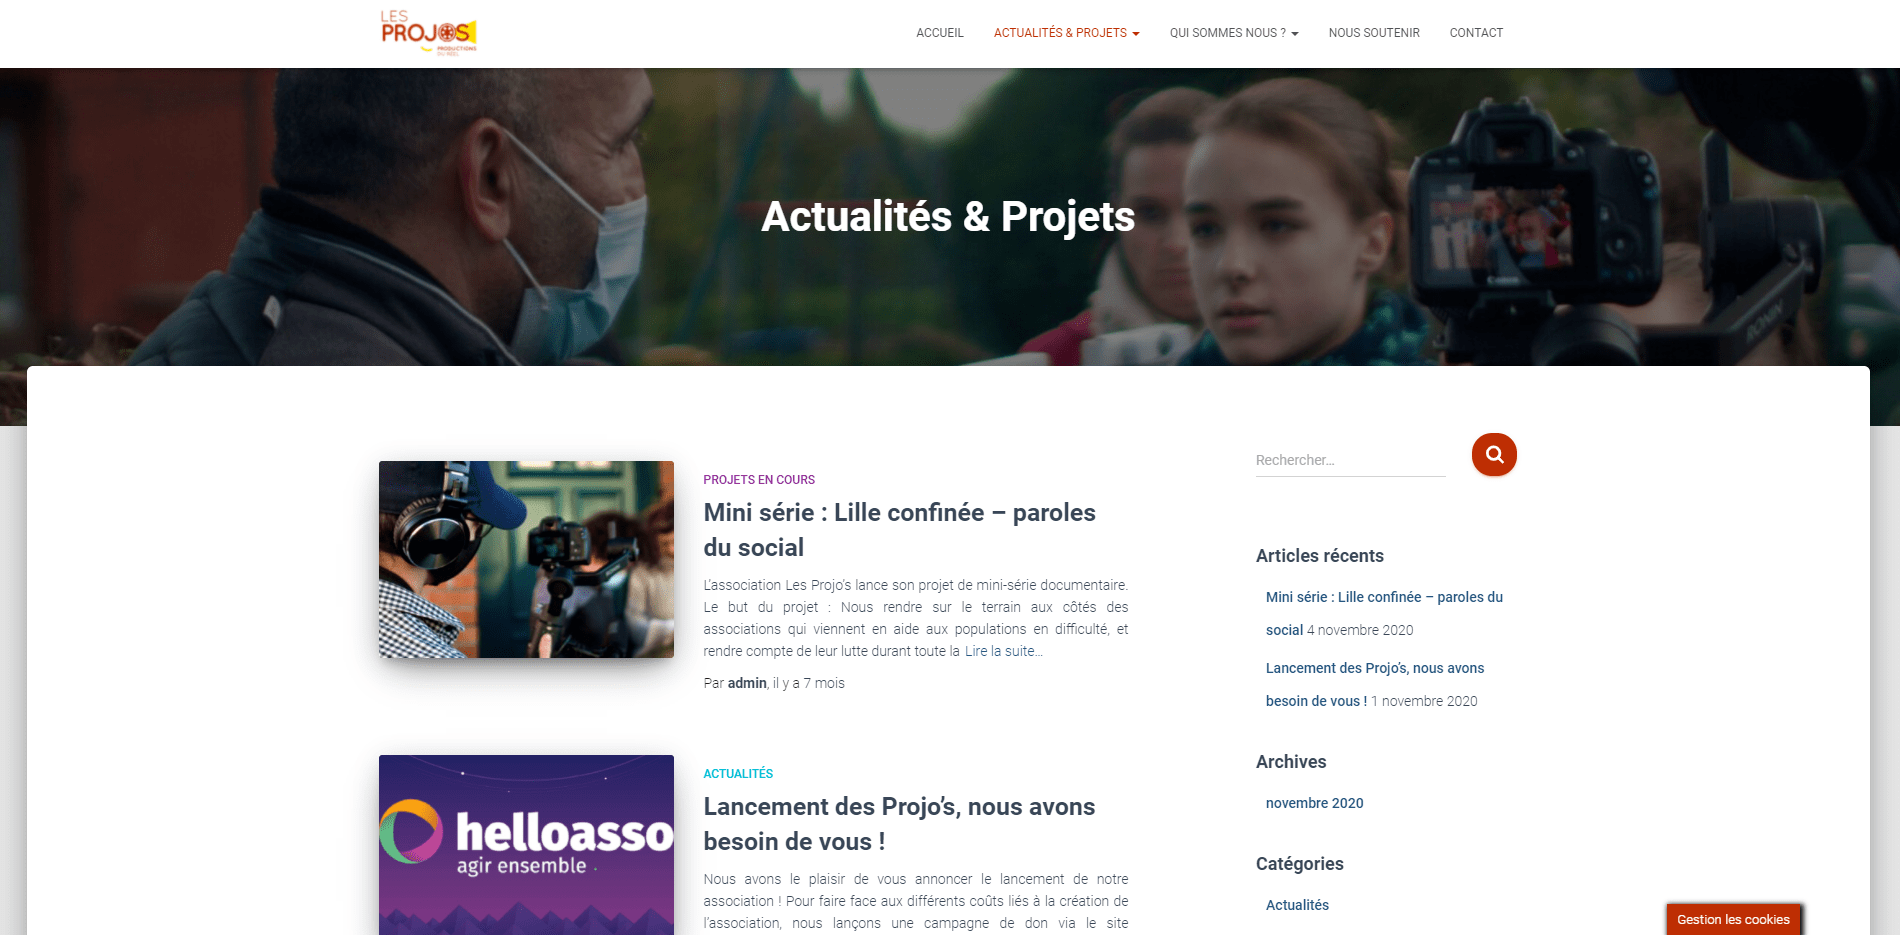 LES
PROJOS
PRODUCTIONS
DU RÉEL
ACCUEIL
ACTUALITÉS & PROJETS
QUI SOMMES NOUS ?
NOUS SOUTENIR
CONTACT
Actualités & Projets
Canon
RONIN
PROJETS EN COURS
Mini série : Lille confinée – paroles
du social
L’association Les Projo’s lance son projet de mini-série documentaire.
Le but du projet : Nous rendre sur le terrain aux côtés des
associations qui viennent en aide aux populations en difficulté, et
rendre compte de leur lutte durant toute la Lire la suite…
Par admin, il y a 7 mois
helloasso
agir ensemble
ACTUALITÉS
Lancement des Projo’s, nous avons
besoin de vous !
Nous avons le plaisir de vous annoncer le lancement de notre
association ! Pour faire face aux différents coûts liés à la création de
l’association, nous lançons une campagne de don via le site
Rechercher…
Articles récents
Mini série : Lille confinée – paroles du
social 4 novembre 2020
Lancement des Projo’s, nous avons
besoin de vous ! 1 novembre 2020
Archives
novembre 2020
Catégories
Actualités
Gestion les cookies